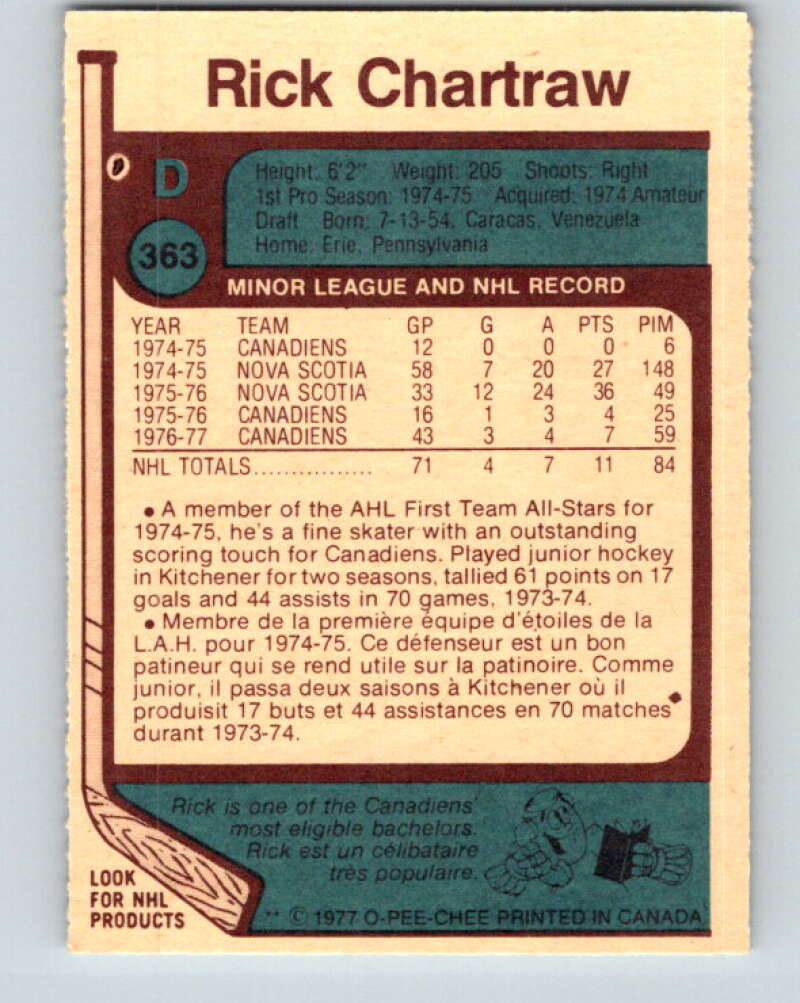 Rick Chartraw
D
363
Height: 6'2" Weight: 205 Shoots: Right
1st Pro Season: 1974-75 Acquired: 1974 Amateur
Draft Born: 7-13-54, Caracas, Venezuela
Home: Erie, Pennsylvania
MINOR LEAGUE AND NHL RECORD
YEAR TEAM GP G A PTS PIM
1974-75 CANADIENS 12 0 0 0 6
1974-75 NOVA SCOTIA 58 7 20 27 148
1975-76 NOVA SCOTIA 33 12 24 36 49
1975-76 CANADIENS 16 1 3 4 25
1976-77 CANADIENS 43 3 4 7 59
NHL TOTALS................ 71 4 7 11 84
• A member of the AHL First Team All-Stars for
1974-75, he's a fine skater with an outstanding
scoring touch for Canadiens. Played junior hockey
in Kitchener for two seasons, tallied 61 points on 17
goals and 44 assists in 70 games, 1973-74.
• Membre de la première équipe d'étoiles de la
L.A.H. pour 1974-75. Ce défenseur est un bon
patineur qui se rend utile sur la patinoire. Comme
junior, il passa deux saisons à Kitchener où il
produisit 17 buts et 44 assistances en 70 matches
durant 1973-74.
Rick is one of the Canadiens'
most eligible bachelors.
Rick est un célibataire
très populaire.
LOOK
FOR NHL
PRODUCTS
** © 1977 O-PEE-CHEE PRINTED IN CANADA